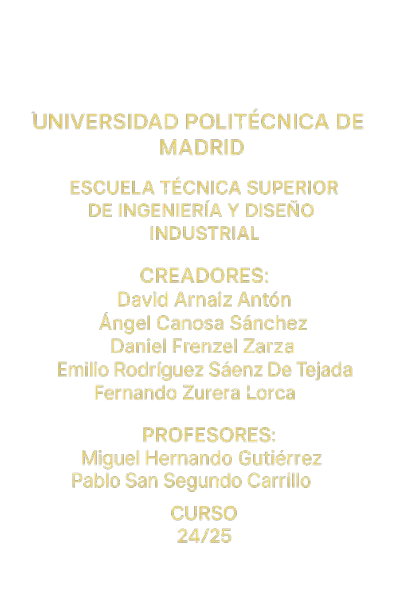 UNIVERSIDAD POLITÉCNICA DE
MADRID
ESCUELA TÉCNICA SUPERIOR
DE INGENIERÍA Y DISEÑO
INDUSTRIAL
CREADORES:
David Arnaiz Antón
Ángel Canosa Sánchez
Daniel Frenzel Zarza
Emilio Rodríguez Sáenz De Tejada
Fernando Zurera Lorca
PROFESORES:
Miguel Hernando Gutiérrez
Pablo San Segundo Carrillo
CURSO
24/25